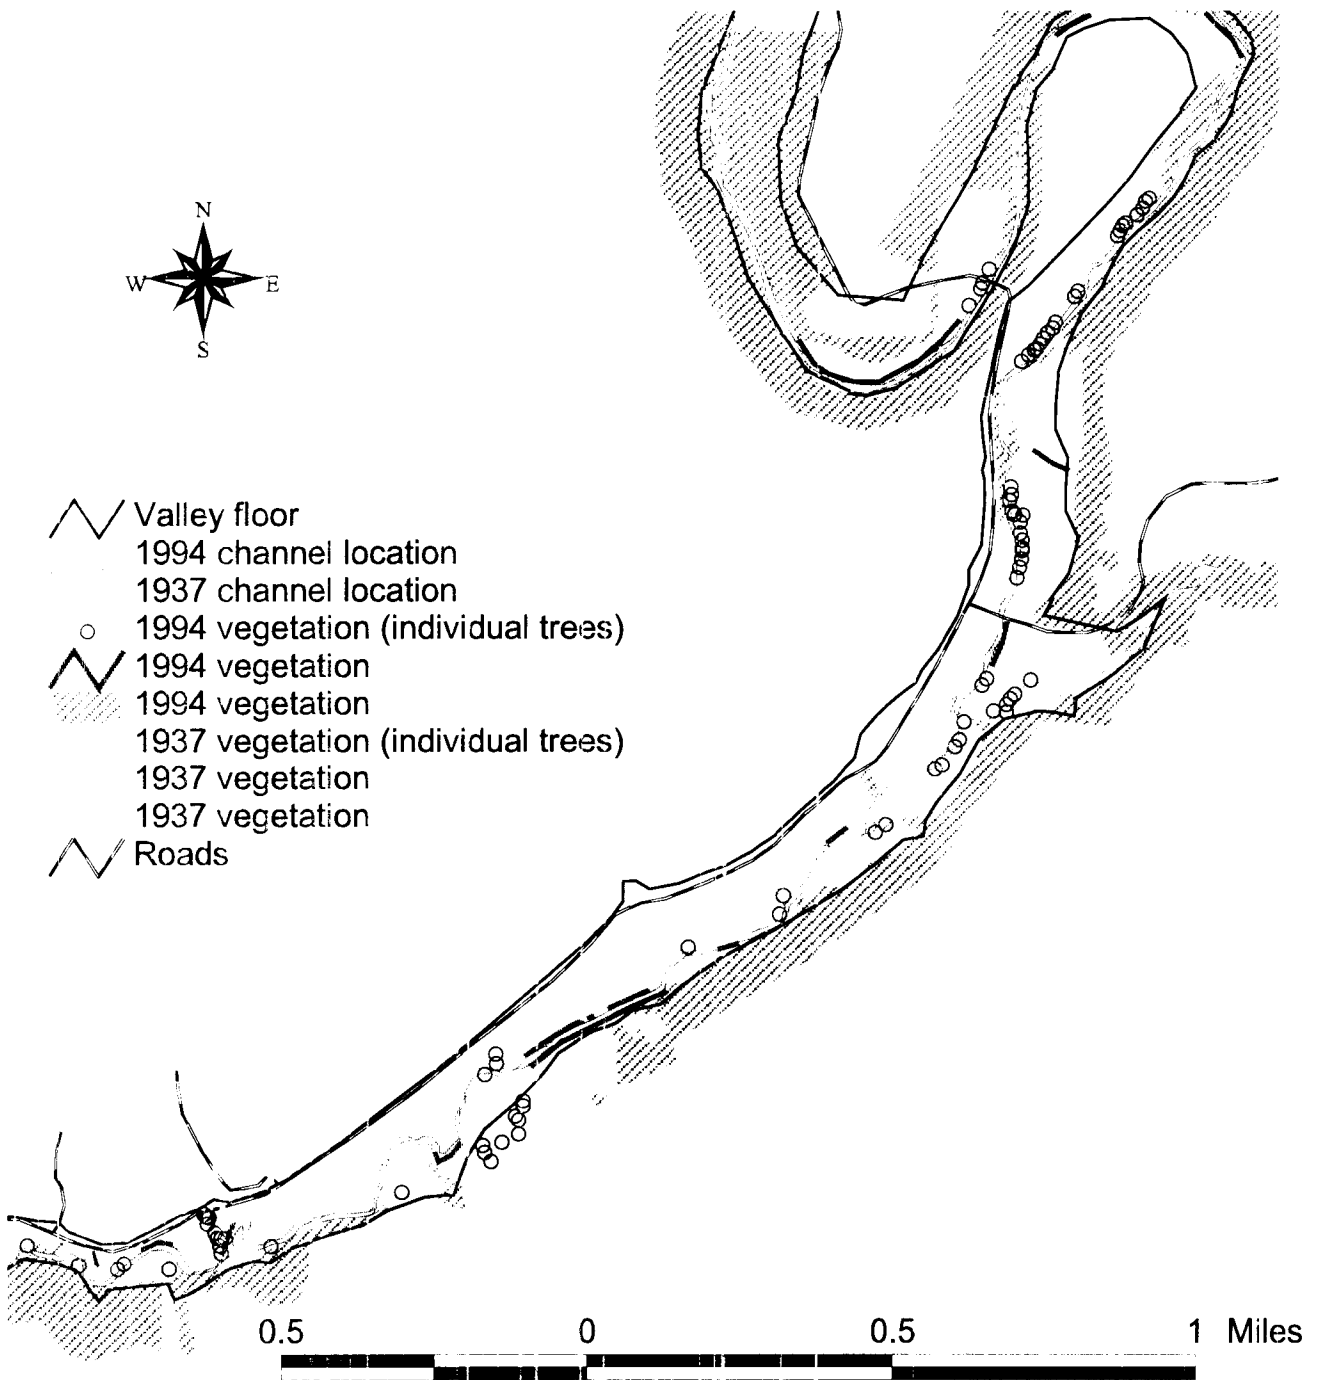 N
W E
S
Valley floor
1994 channel location
1937 channel location
1994 vegetation (individual trees)
1994 vegetation
1994 vegetation
1937 vegetation (individual trees)
1937 vegetation
1937 vegetation
Roads
0.5 0 0.5 1 Miles